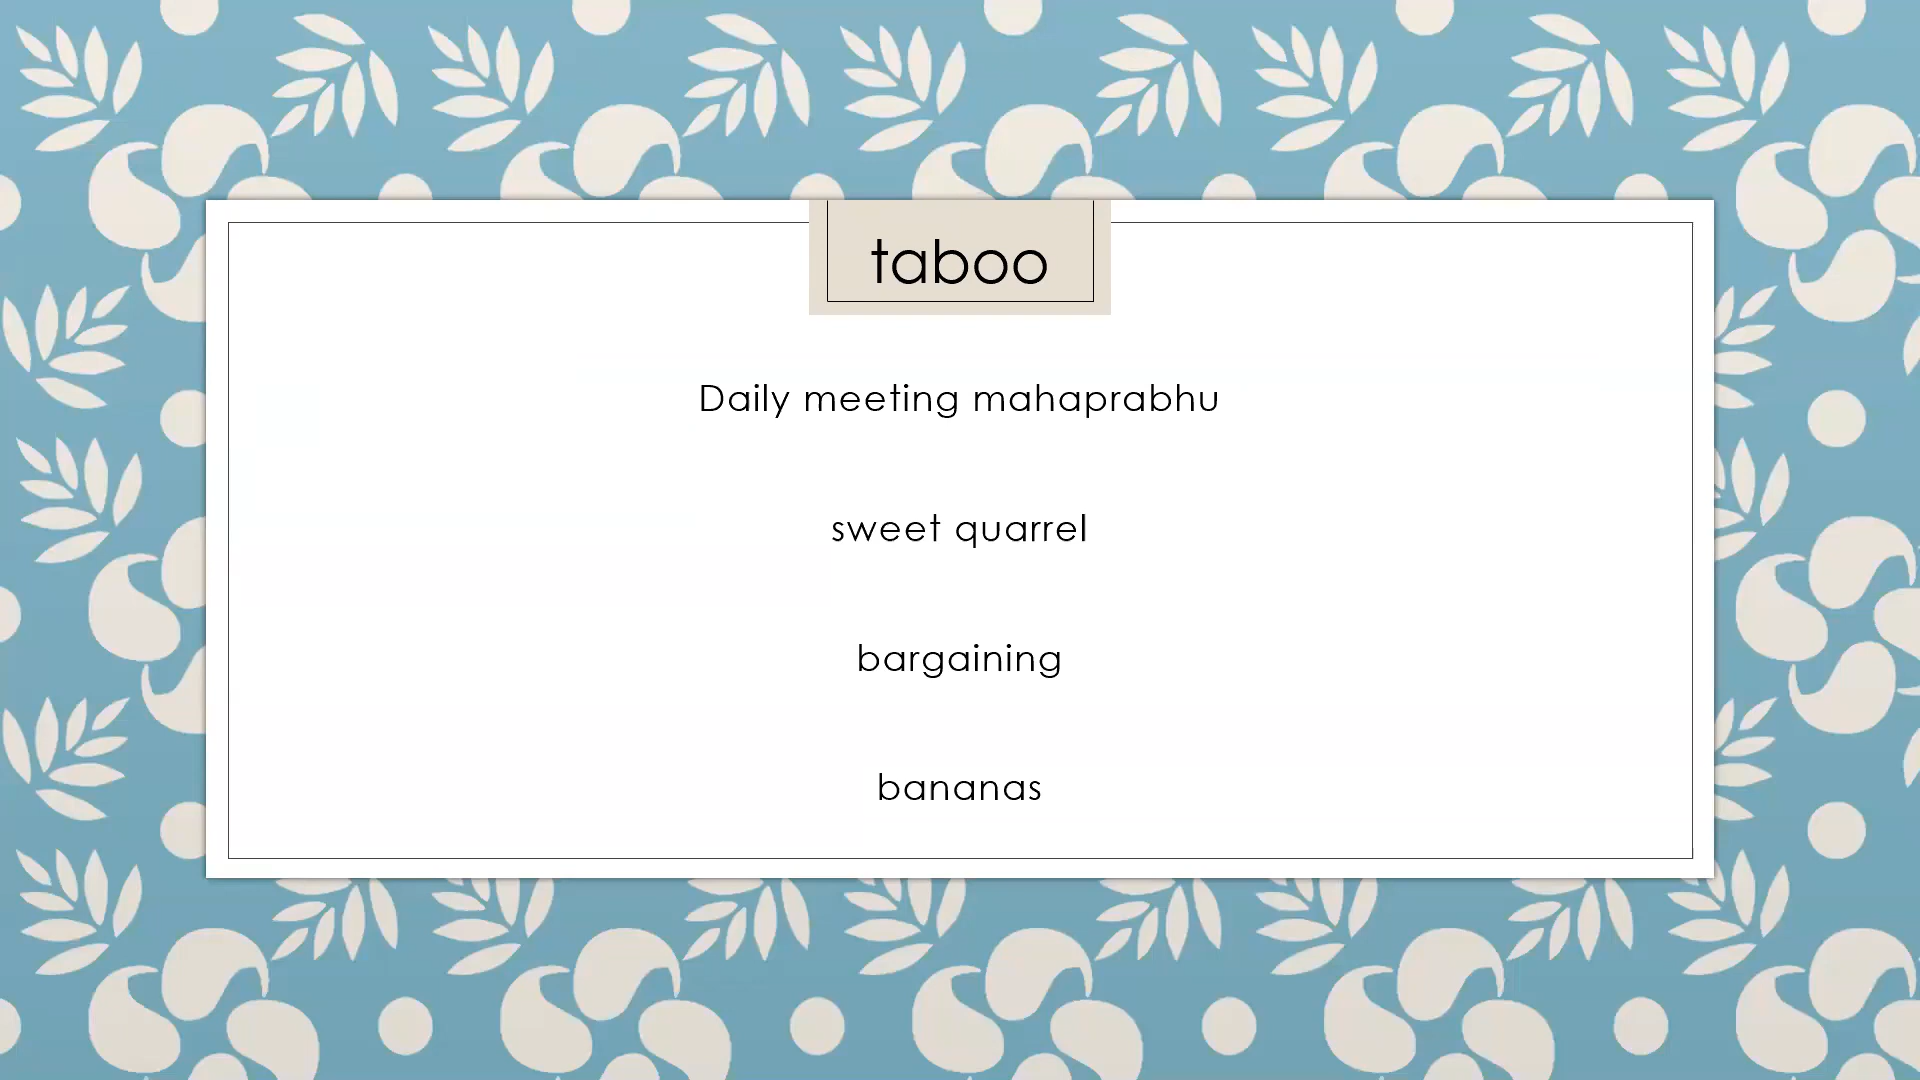 taboo
Daily meeting mahaprabhu
sweet quarrel
bargaining
bananas